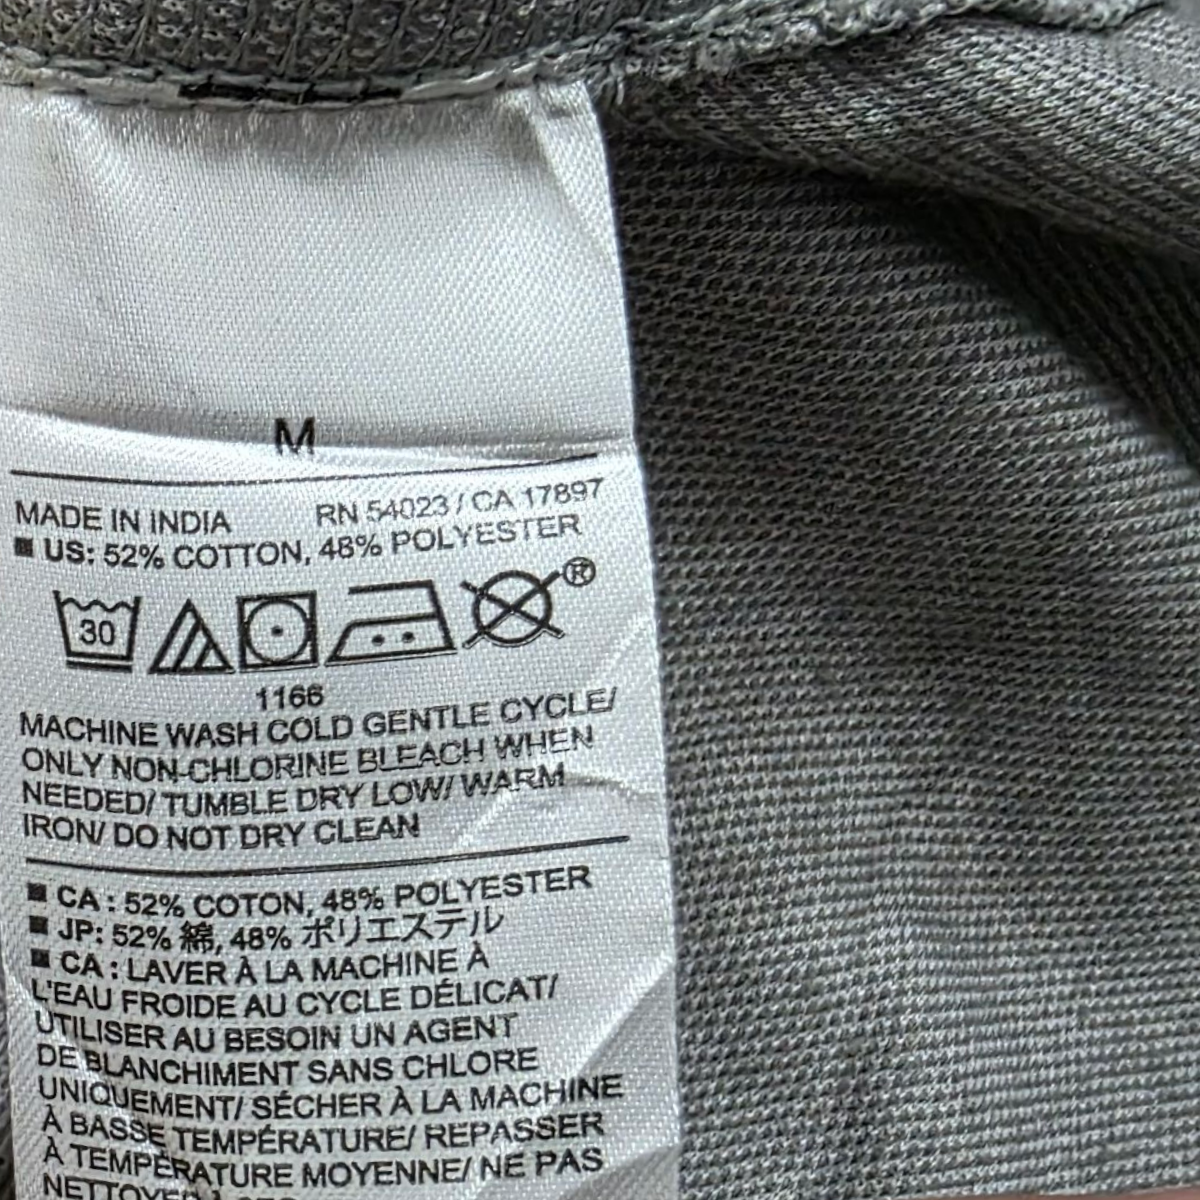 M
MADE IN INDIA RN 54023 / CA 17897
■ US: 52% COTTON, 48% POLYESTER
30 ®
1166
MACHINE WASH COLD GENTLE CYCLE/
ONLY NON-CHLORINE BLEACH WHEN
NEEDED/ TUMBLE DRY LOW/ WARM
IRON/ DO NOT DRY CLEAN
■ CA : 52% COTON, 48% POLYESTER
■ JP: 52% 綿, 48% ポリエステル
■ CA : LAVER À LA MACHINE À
L'EAU FROIDE AU CYCLE DÉLICAT/
UTILISER AU BESOIN UN AGENT
DE BLANCHIMENT SANS CHLORE
UNIQUEMENT/ SÉCHER À LA MACHINE
À BASSE TEMPÉRATURE/ REPASSER
À TEMPÉRATURE MOYENNE/ NE PAS
NETTOYER À SEC